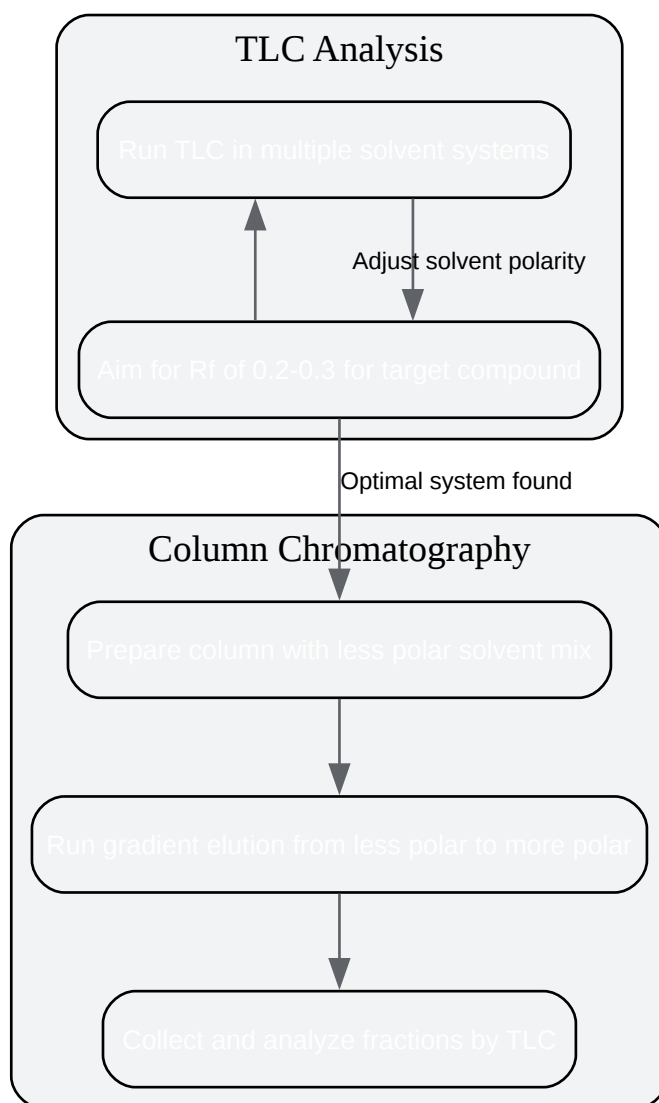 TLC Analysis
Run TLC in multiple solvent systems
Adjust solvent polarity
Aim for Rf of 0.2-0.3 for target compound
Optimal system found
Column Chromatography
Prepare column with less polar solvent mix
Run gradient elution from less polar to more polar
Collect and analyze fractions by TLC